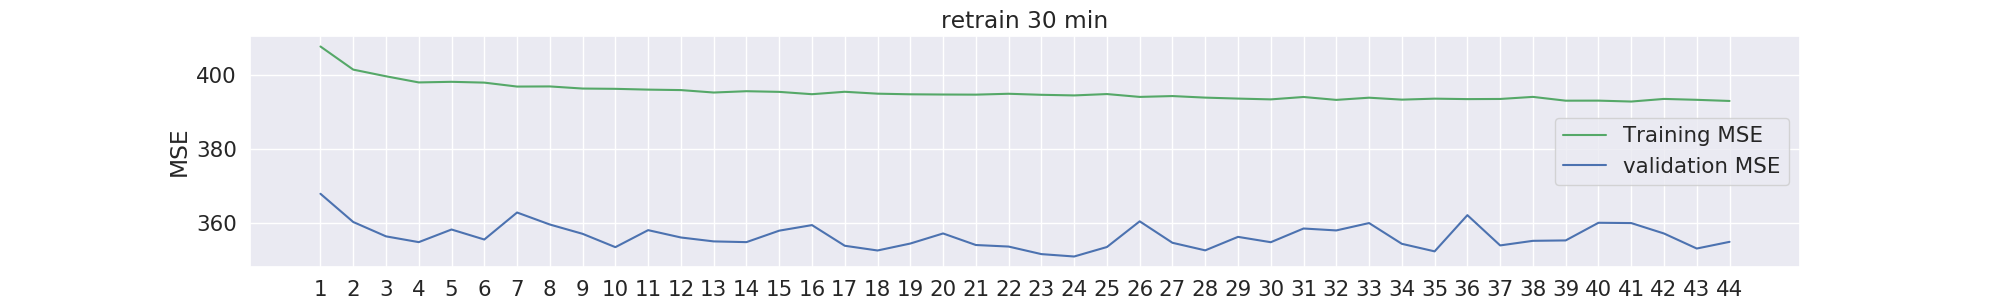 retrain 30 min
MSE
400
380
360
Training MSE
validation MSE
1 2 3 4 5 6 7 8 9 10 11 12 13 14 15 16 17 18 19 20 21 22 23 24 25 26 27 28 29 30 31 32 33 34 35 36 37 38 39 40 41 42 43 44